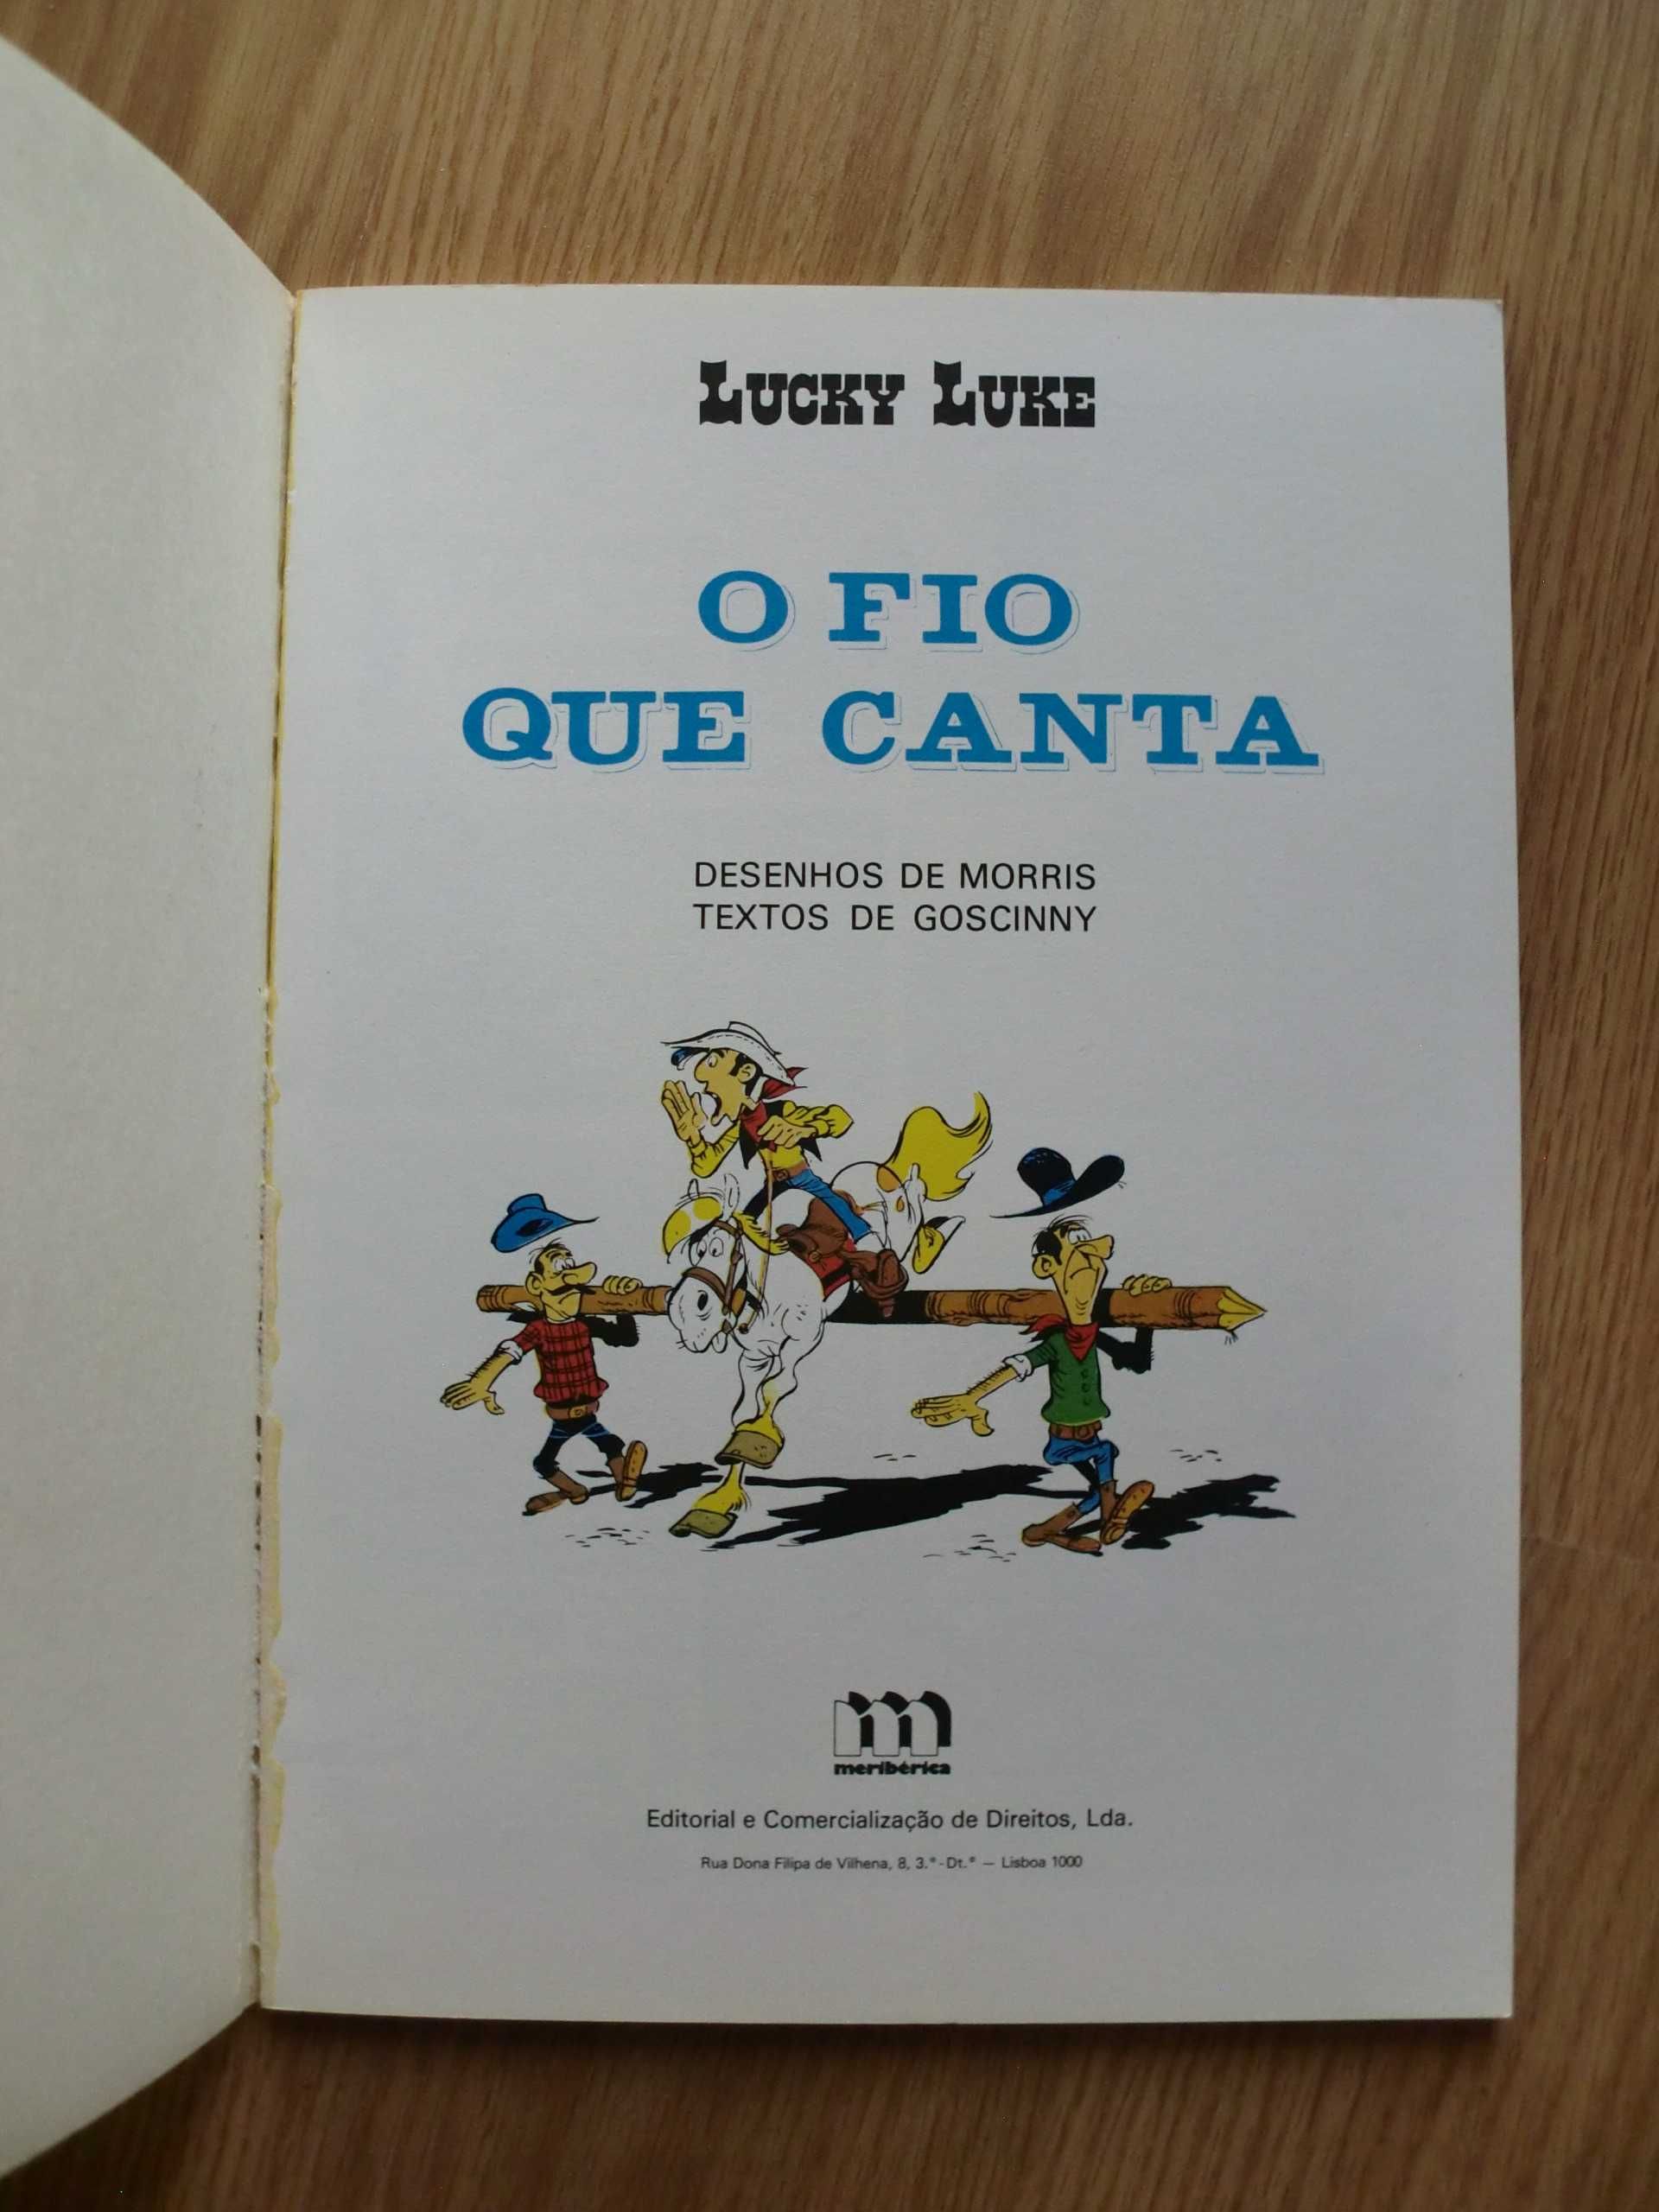 LUCKY LUKE
O FIO
QUE CANTA
DESENHOS DE MORRIS
TEXTOS DE GOSCINNY
meribérica
Editorial e Comercialização de Direitos, Lda.
Rua Dona Filipa de Vilhena, 8, 3.º-Dt.º — Lisboa 1000